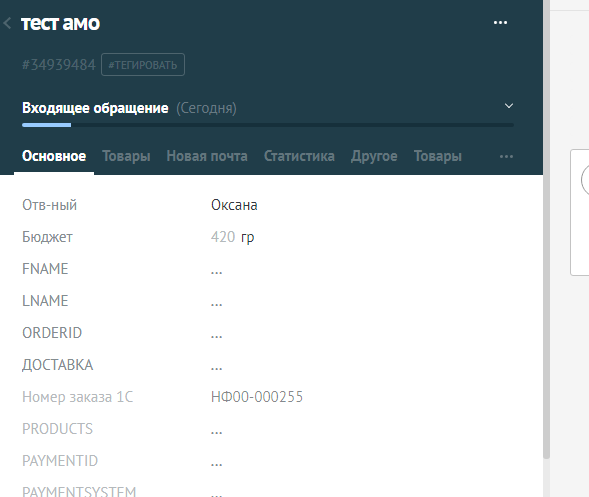 тест амо
#34939484 #ТЕГИРОВАТЬ
Входящее обращение (Сегодня)
Основное Товары Новая почта Статистика Другое Товары
Отв-ный Оксана
Бюджет 420 гр
FNAME ...
LNAME ...
ORDERID ...
ДОСТАВКА ...
Номер заказа 1С НФ00-000255
PRODUCTS ...
PAYMENTID ...
PAYMENTSYSTEM ...